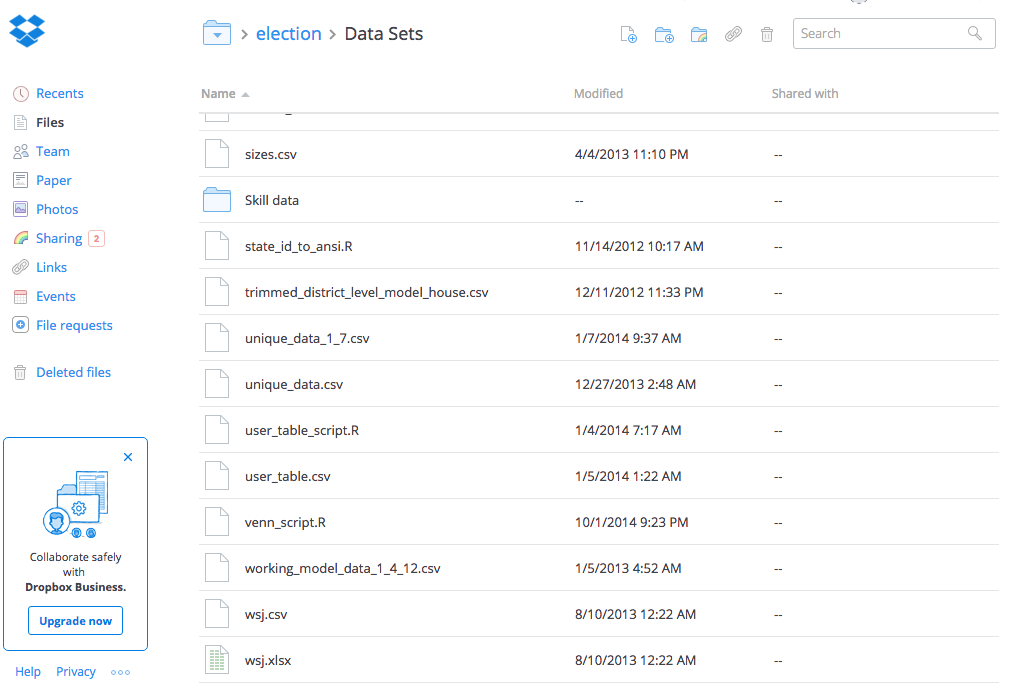 election > Data Sets
Search
Recents
Files
Team
Paper
Photos
Sharing 2
Links
Events
File requests
Deleted files
Collaborate safely
with
Dropbox Business.
Upgrade now
Help Privacy
Name Modified Shared with
sizes.csv 4/4/2013 11:10 PM --
Skill data -- --
state_id_to_ansi.R 11/14/2012 10:17 AM --
trimmed_district_level_model_house.csv 12/11/2012 11:33 PM --
unique_data_1_7.csv 1/7/2014 9:37 AM --
unique_data.csv 12/27/2013 2:48 AM --
user_table_script.R 1/4/2014 7:17 AM --
user_table.csv 1/5/2014 1:22 AM --
venn_script.R 10/1/2014 9:23 PM --
working_model_data_1_4_12.csv 1/5/2013 4:52 AM --
wsj.csv 8/10/2013 12:22 AM --
wsj.xlsx 8/10/2013 12:22 AM --